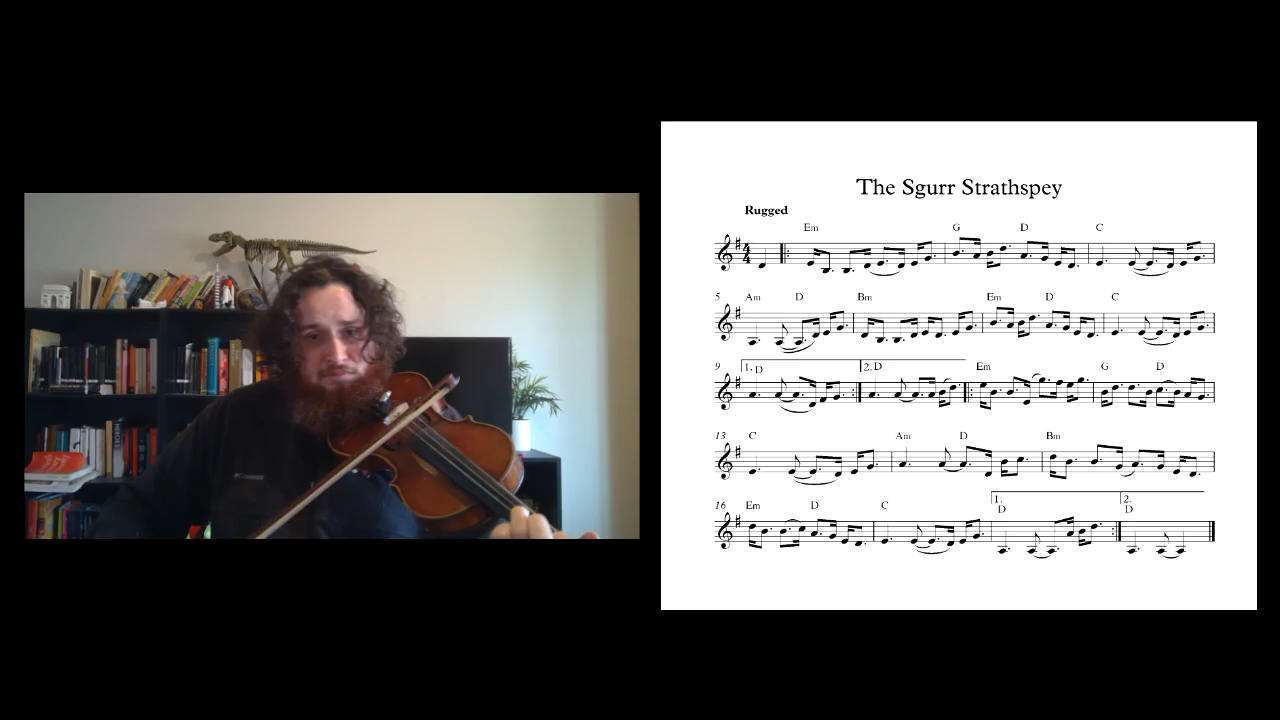 The Sgurr Strathspey
Rugged
Em G D C
5 Am D Bm Em D C
9 1. D 2. D Em G D
13 C Am D Bm
16 Em D C 1. D 2. D
HEROES